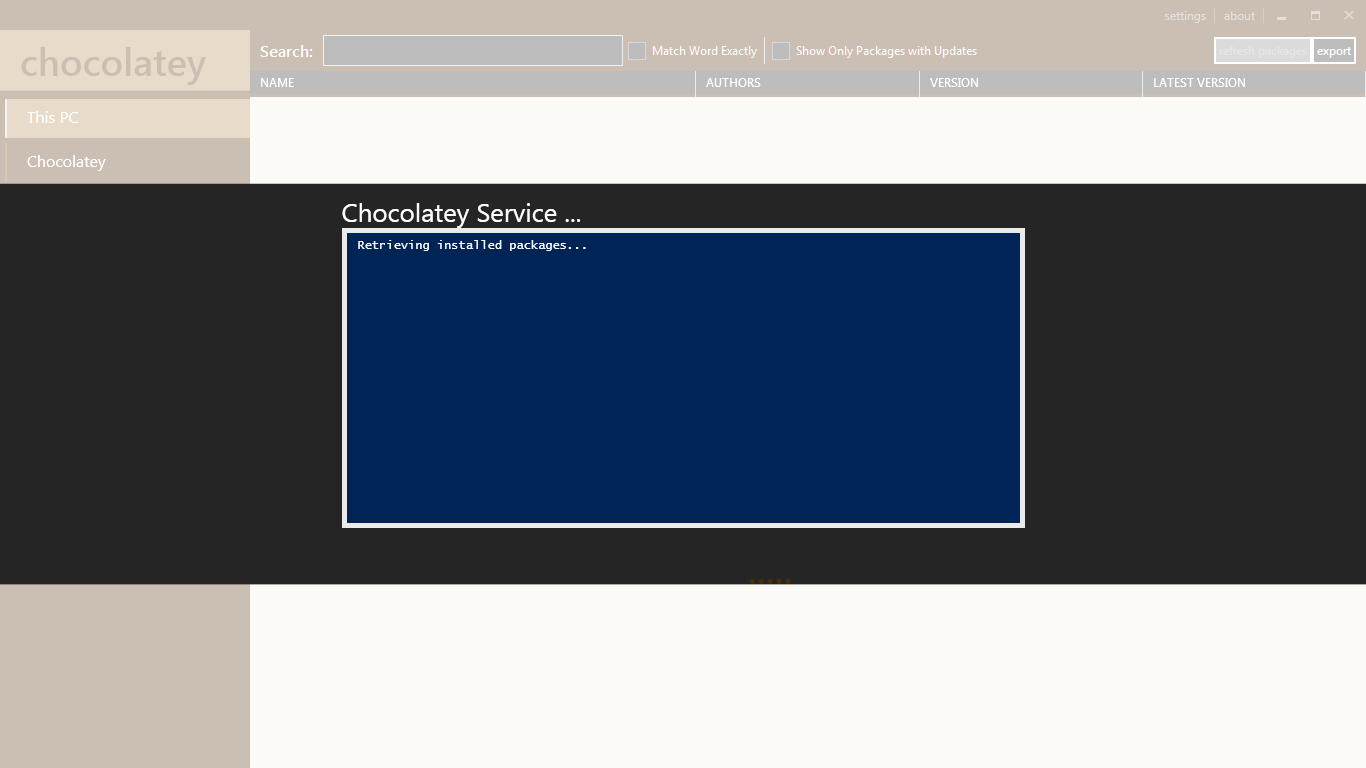 settings about
chocolatey
Search: Match Word Exactly Show Only Packages with Updates refresh packages export
NAME AUTHORS VERSION LATEST VERSION
This PC
Chocolatey
Chocolatey Service ...
Retrieving installed packages...